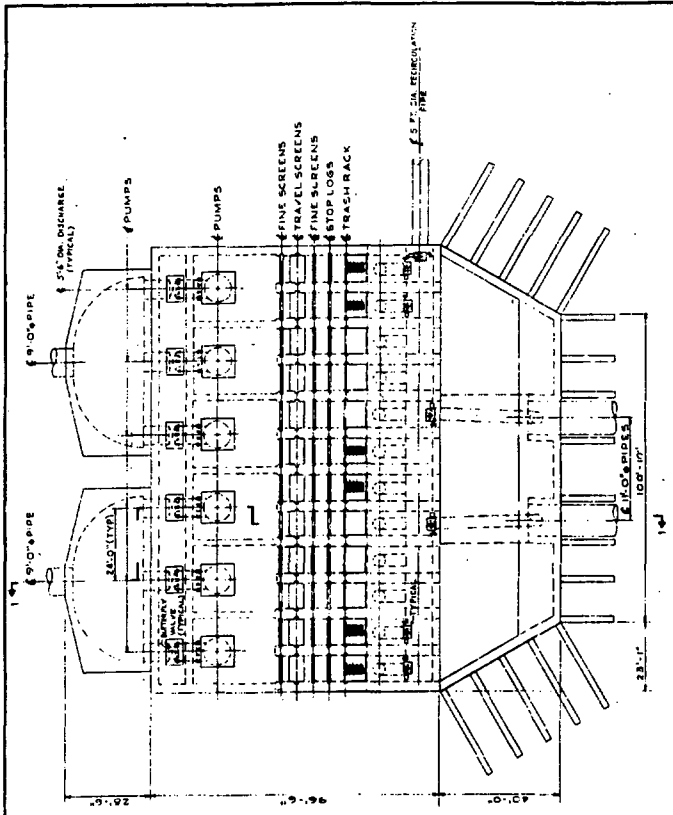 ℄ 5'-6" DIA. DISCHARGE
(TYPICAL)
℄ PUMPS
℄ PUMPS
℄ FINE SCREENS
℄ TRAVEL SCREENS
℄ FINE SCREENS
℄ STOP LOGS
℄ TRASH RACK
℄ 5 FT. DIA. RECIRCULATION
PIPE
℄ 9'-0"ø PIPE
℄ 9'-0"ø PIPE
1
24'-0" (TYP)
BUTTERFLY
VALVE
(TYPICAL)
TYPICAL
℄ 11'-0"ø PIPES
100'-10"
1
23'-1"
28'-6"
96'-6"
40'-0"